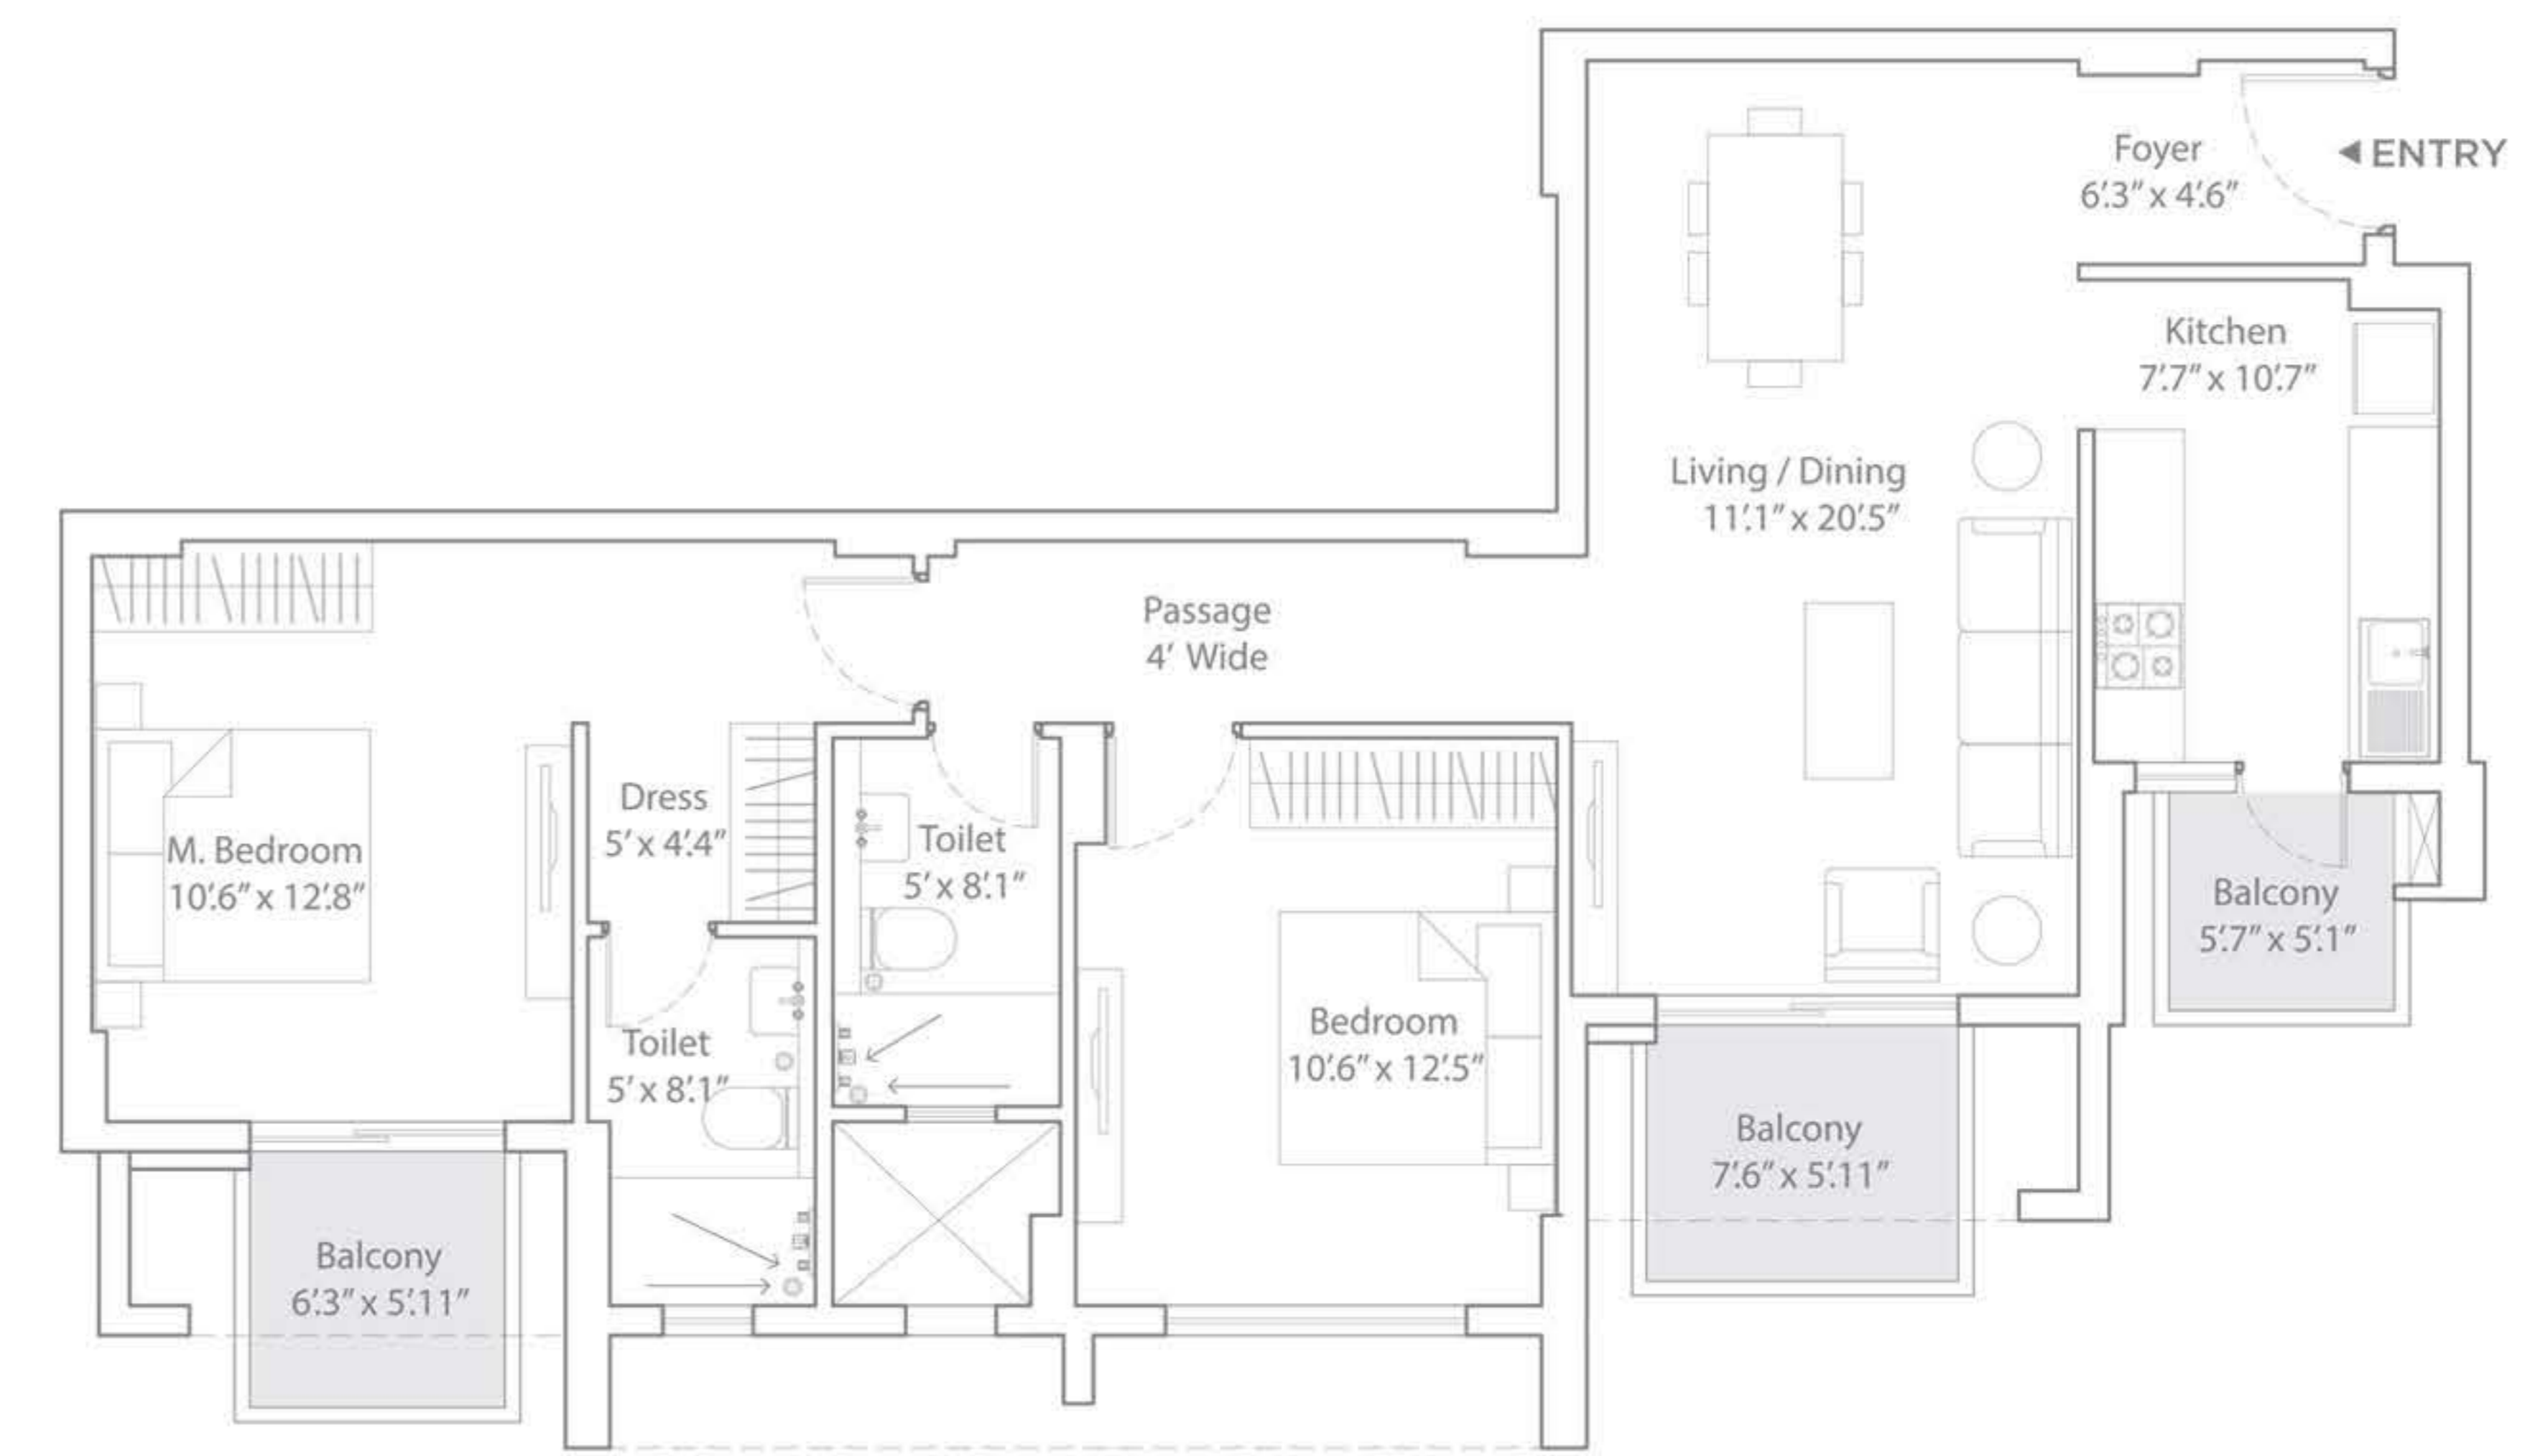 Foyer
6'.3" x 4'.6"
◀ ENTRY
Kitchen
7'.7" x 10'.7"
Living / Dining
11'.1" x 20'.5"
Passage
4' Wide
M. Bedroom
10'.6" x 12'.8"
Dress
5' x 4'.4"
Toilet
5' x 8'.1"
Balcony
5'.7" x 5'.1"
Toilet
5' x 8'.1"
Bedroom
10'.6" x 12'.5"
Balcony
7'.6" x 5'.11"
Balcony
6'.3" x 5'.11"